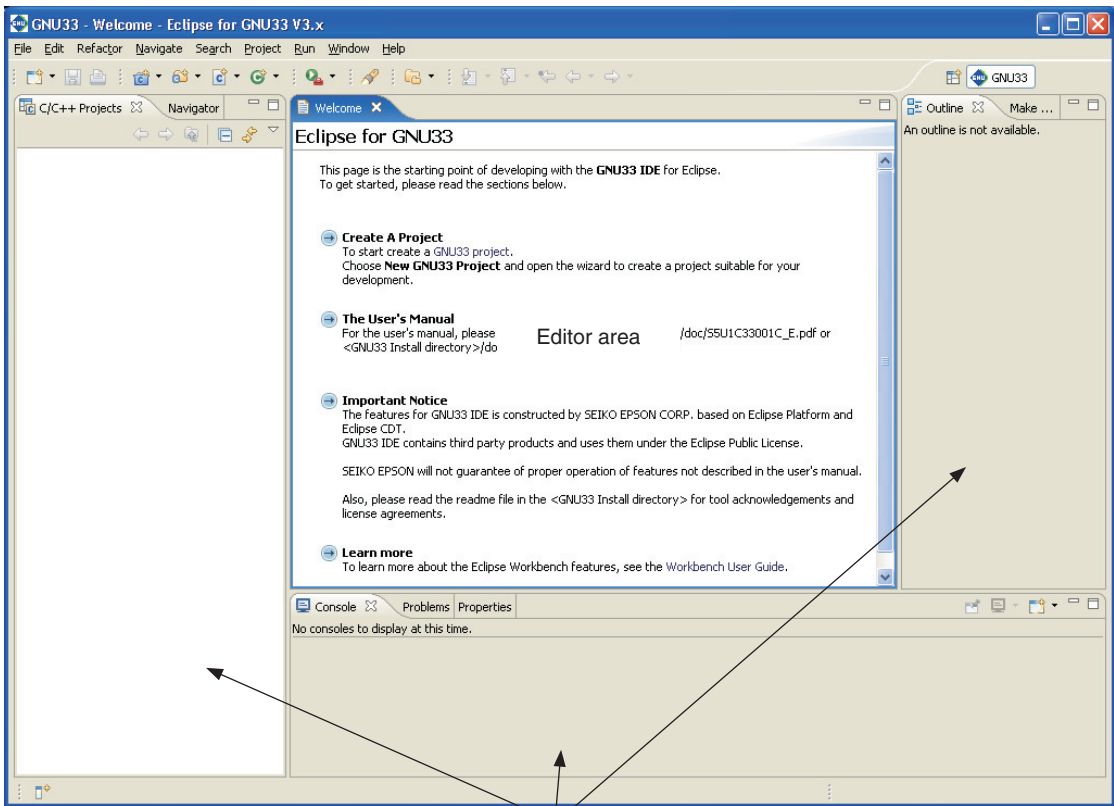 GNU33 - Welcome - Eclipse for GNU33 V3.x
File Edit Refactor Navigate Search Project Run Window Help
GNU33
C/C++ Projects Navigator
Welcome
Outline Make ...
An outline is not available.
Eclipse for GNU33
This page is the starting point of developing with the GNU33 IDE for Eclipse.
To get started, please read the sections below.
Create A Project
To start create a GNU33 project.
Choose New GNU33 Project and open the wizard to create a project suitable for your
development.
The User's Manual
For the user's manual, please /doc/S5U1C33001C_E.pdf or
<GNU33 Install directory>/do
Editor area
Important Notice
The features for GNU33 IDE is constructed by SEIKO EPSON CORP. based on Eclipse Platform and
Eclipse CDT.
GNU33 IDE contains third party products and uses them under the Eclipse Public License.
SEIKO EPSON will not guarantee of proper operation of features not described in the user's manual.
Also, please read the readme file in the <GNU33 Install directory> for tool acknowledgements and
license agreements.
Learn more
To learn more about the Eclipse Workbench features, see the Workbench User Guide.
Console Problems Properties
No consoles to display at this time.